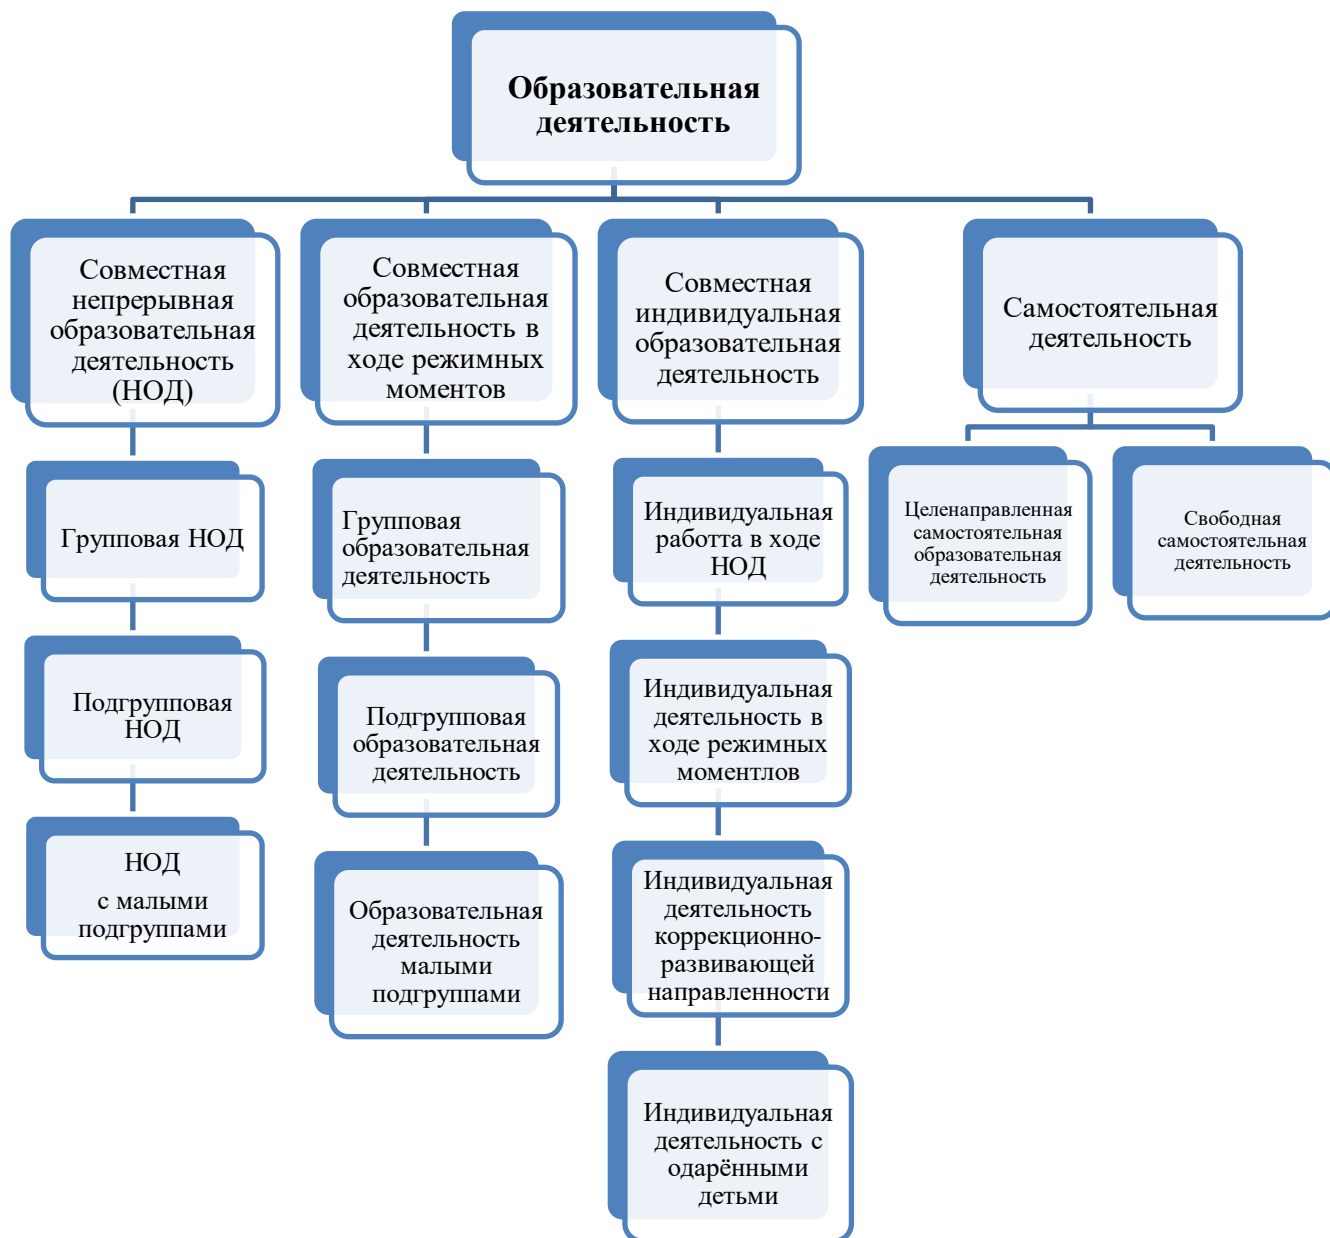 Образовательная
деятельность
Совместная
непрерывная
образовательная
деятельность
(НОД)
Групповая НОД
Подгрупповая
НОД
НОД
с малыми
подгруппами
Совместная
образовательная
деятельность в
ходе режимных
моментов
Групповая
образовательная
деятельность
Подгрупповая
образовательная
деятельность
Образовательная
деятельность
малыми
подгруппами
Совместная
индивидуальная
образовательная
деятельность
Индивидуальная
работта в ходе
НОД
Индивидуальная
деятельность в
ходе режимных
моментлов
Индивидуальная
деятельность
коррекционно-
развивающей
направленности
Индивидуальная
деятельность с
одарёнными
детьми
Самостоятельная
деятельность
Целенаправленная
самостоятельная
образовательная
деятельность
Свободная
самостоятельная
деятельность